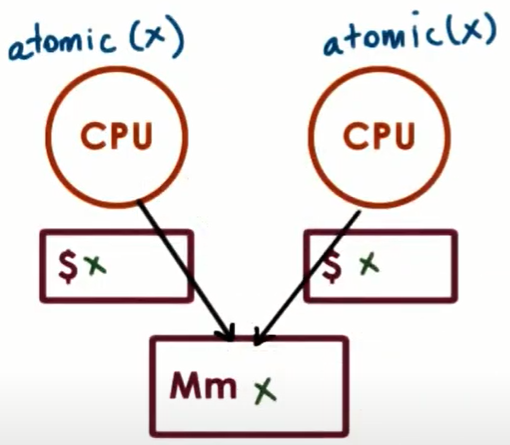 atomic (x)
atomic(x)
CPU
CPU
$ x
$ x
Mm x